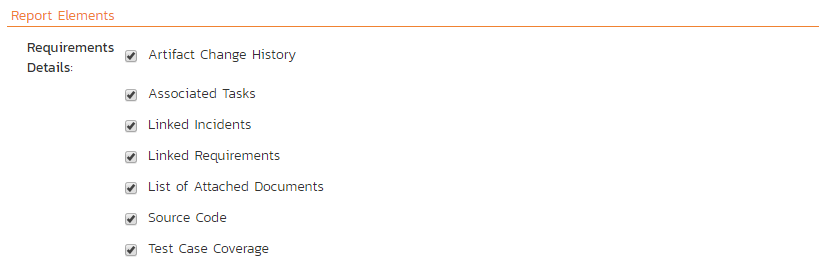 Report Elements
Requirements
Details:
Artifact Change History
Associated Tasks
Linked Incidents
Linked Requirements
List of Attached Documents
Source Code
Test Case Coverage